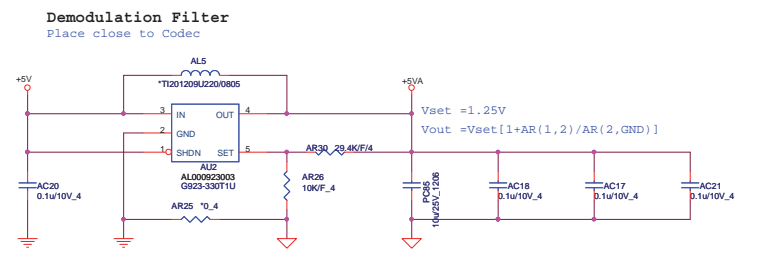 Demodulation Filter
Place close to Codec
AL5
+5V
*TI201209U220/0805
+5VA
3 IN OUT 4
2 GND
1 SHDN SET 5
AU2
AL000923003
G923-330T1U
Vset =1.25V
Vout =Vset[1+AR(1,2)/AR(2,GND)]
AR30 29.4K/F/4
AR26
10K/F_4
AR25 *0_4
AC20
0.1u/10V_4
PC85
10u/25V_1206
AC18
0.1u/10V_4
AC17
0.1u/10V_4
AC21
0.1u/10V_4